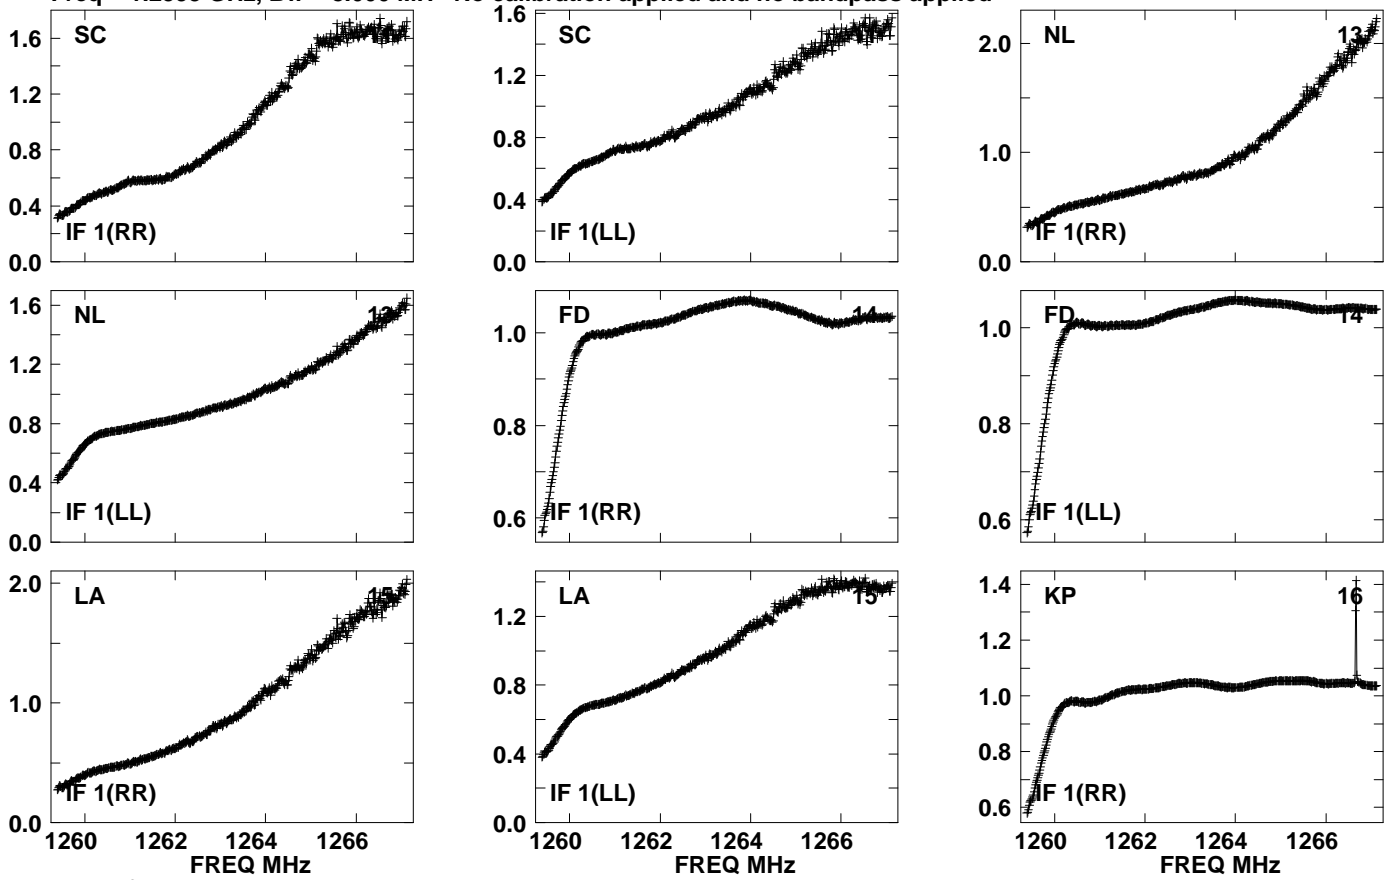 SC
1.6
1.2
0.8
0.4
0.0
IF 1(RR)
SC
1.6
1.2
0.8
0.4
0.0
IF 1(LL)
NL 13
2.0
1.0
0.0
IF 1(RR)
NL 13
1.6
1.2
0.8
0.4
0.0
IF 1(LL)
FD 14
1.0
0.8
0.6
IF 1(RR)
FD 14
1.0
0.8
0.6
IF 1(LL)
LA 15
2.0
1.0
0.0
IF 1(RR)
1260 1262 1264 1266
FREQ MHz
LA 15
1.2
0.8
0.4
0.0
IF 1(LL)
1260 1262 1264 1266
FREQ MHz
KP 16
1.4
1.2
1.0
0.8
0.6
IF 1(RR)
1260 1262 1264 1266
FREQ MHz